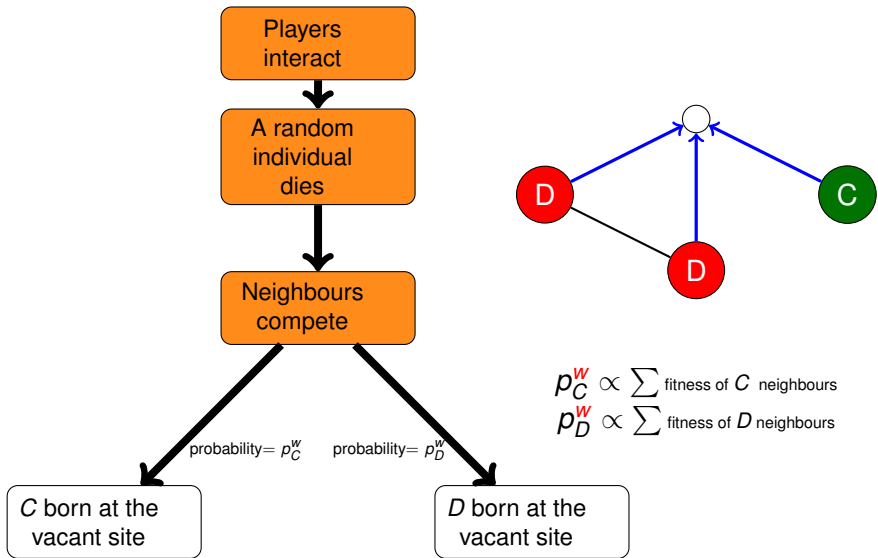 Players
interact
A random
individual
dies
Neighbours
compete
probability= p_C^w
probability= p_D^w
C born at the
vacant site
D born at the
vacant site
D
C
D
p_C^w ∝ ∑ fitness of C neighbours
p_D^w ∝ ∑ fitness of D neighbours